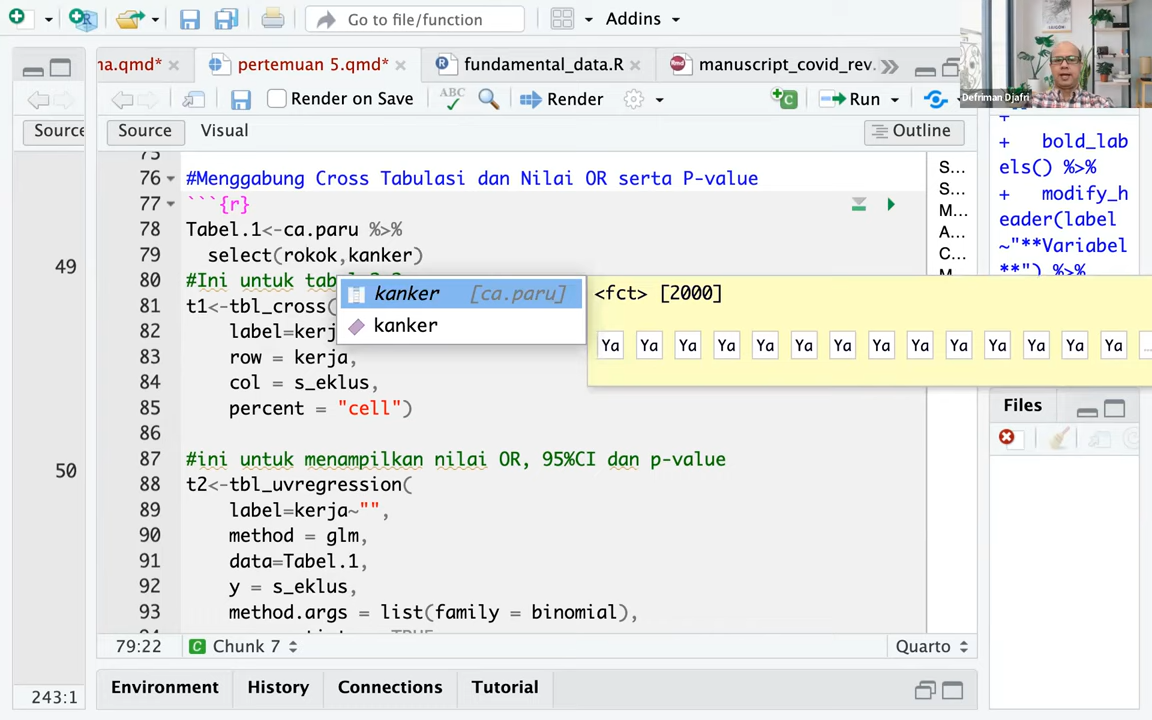 Go to file/function
Addins
na.qmd*
pertemuan 5.qmd*
fundamental_data.R
manuscript_covid_rev.
Defriman Djafri
Render on Save
ABC
Render
Run
Source
Source
Visual
Outline
75
76 #Menggabung Cross Tabulasi dan Nilai OR serta P-value
77 ```{r}
78 Tabel.1<-ca.paru %>%
79 select(rokok,kanker)
80 #Ini untuk tabel
81 t1<-tbl_cross(
82 label=kerj
83 row = kerja,
84 col = s_eklus,
85 percent = "cell")
86
87 #ini untuk menampilkan nilai OR, 95%CI dan p-value
88 t2<-tbl_uvregression(
89 label=kerja~"",
90 method = glm,
91 data=Tabel.1,
92 y = s_eklus,
93 method.args = list(family = binomial),
kanker [ca.paru]
kanker
<fct> [2000]
Ya Ya Ya Ya Ya Ya Ya Ya Ya Ya Ya Ya Ya Ya ...
49
50
243:1
S...
S...
M...
A...
C...
M
+
+ bold_lab
els() %>%
+ modify_h
eader(label
~"**Variabel
**") %>%
Files
79:22
Chunk 7
Quarto
Environment
History
Connections
Tutorial